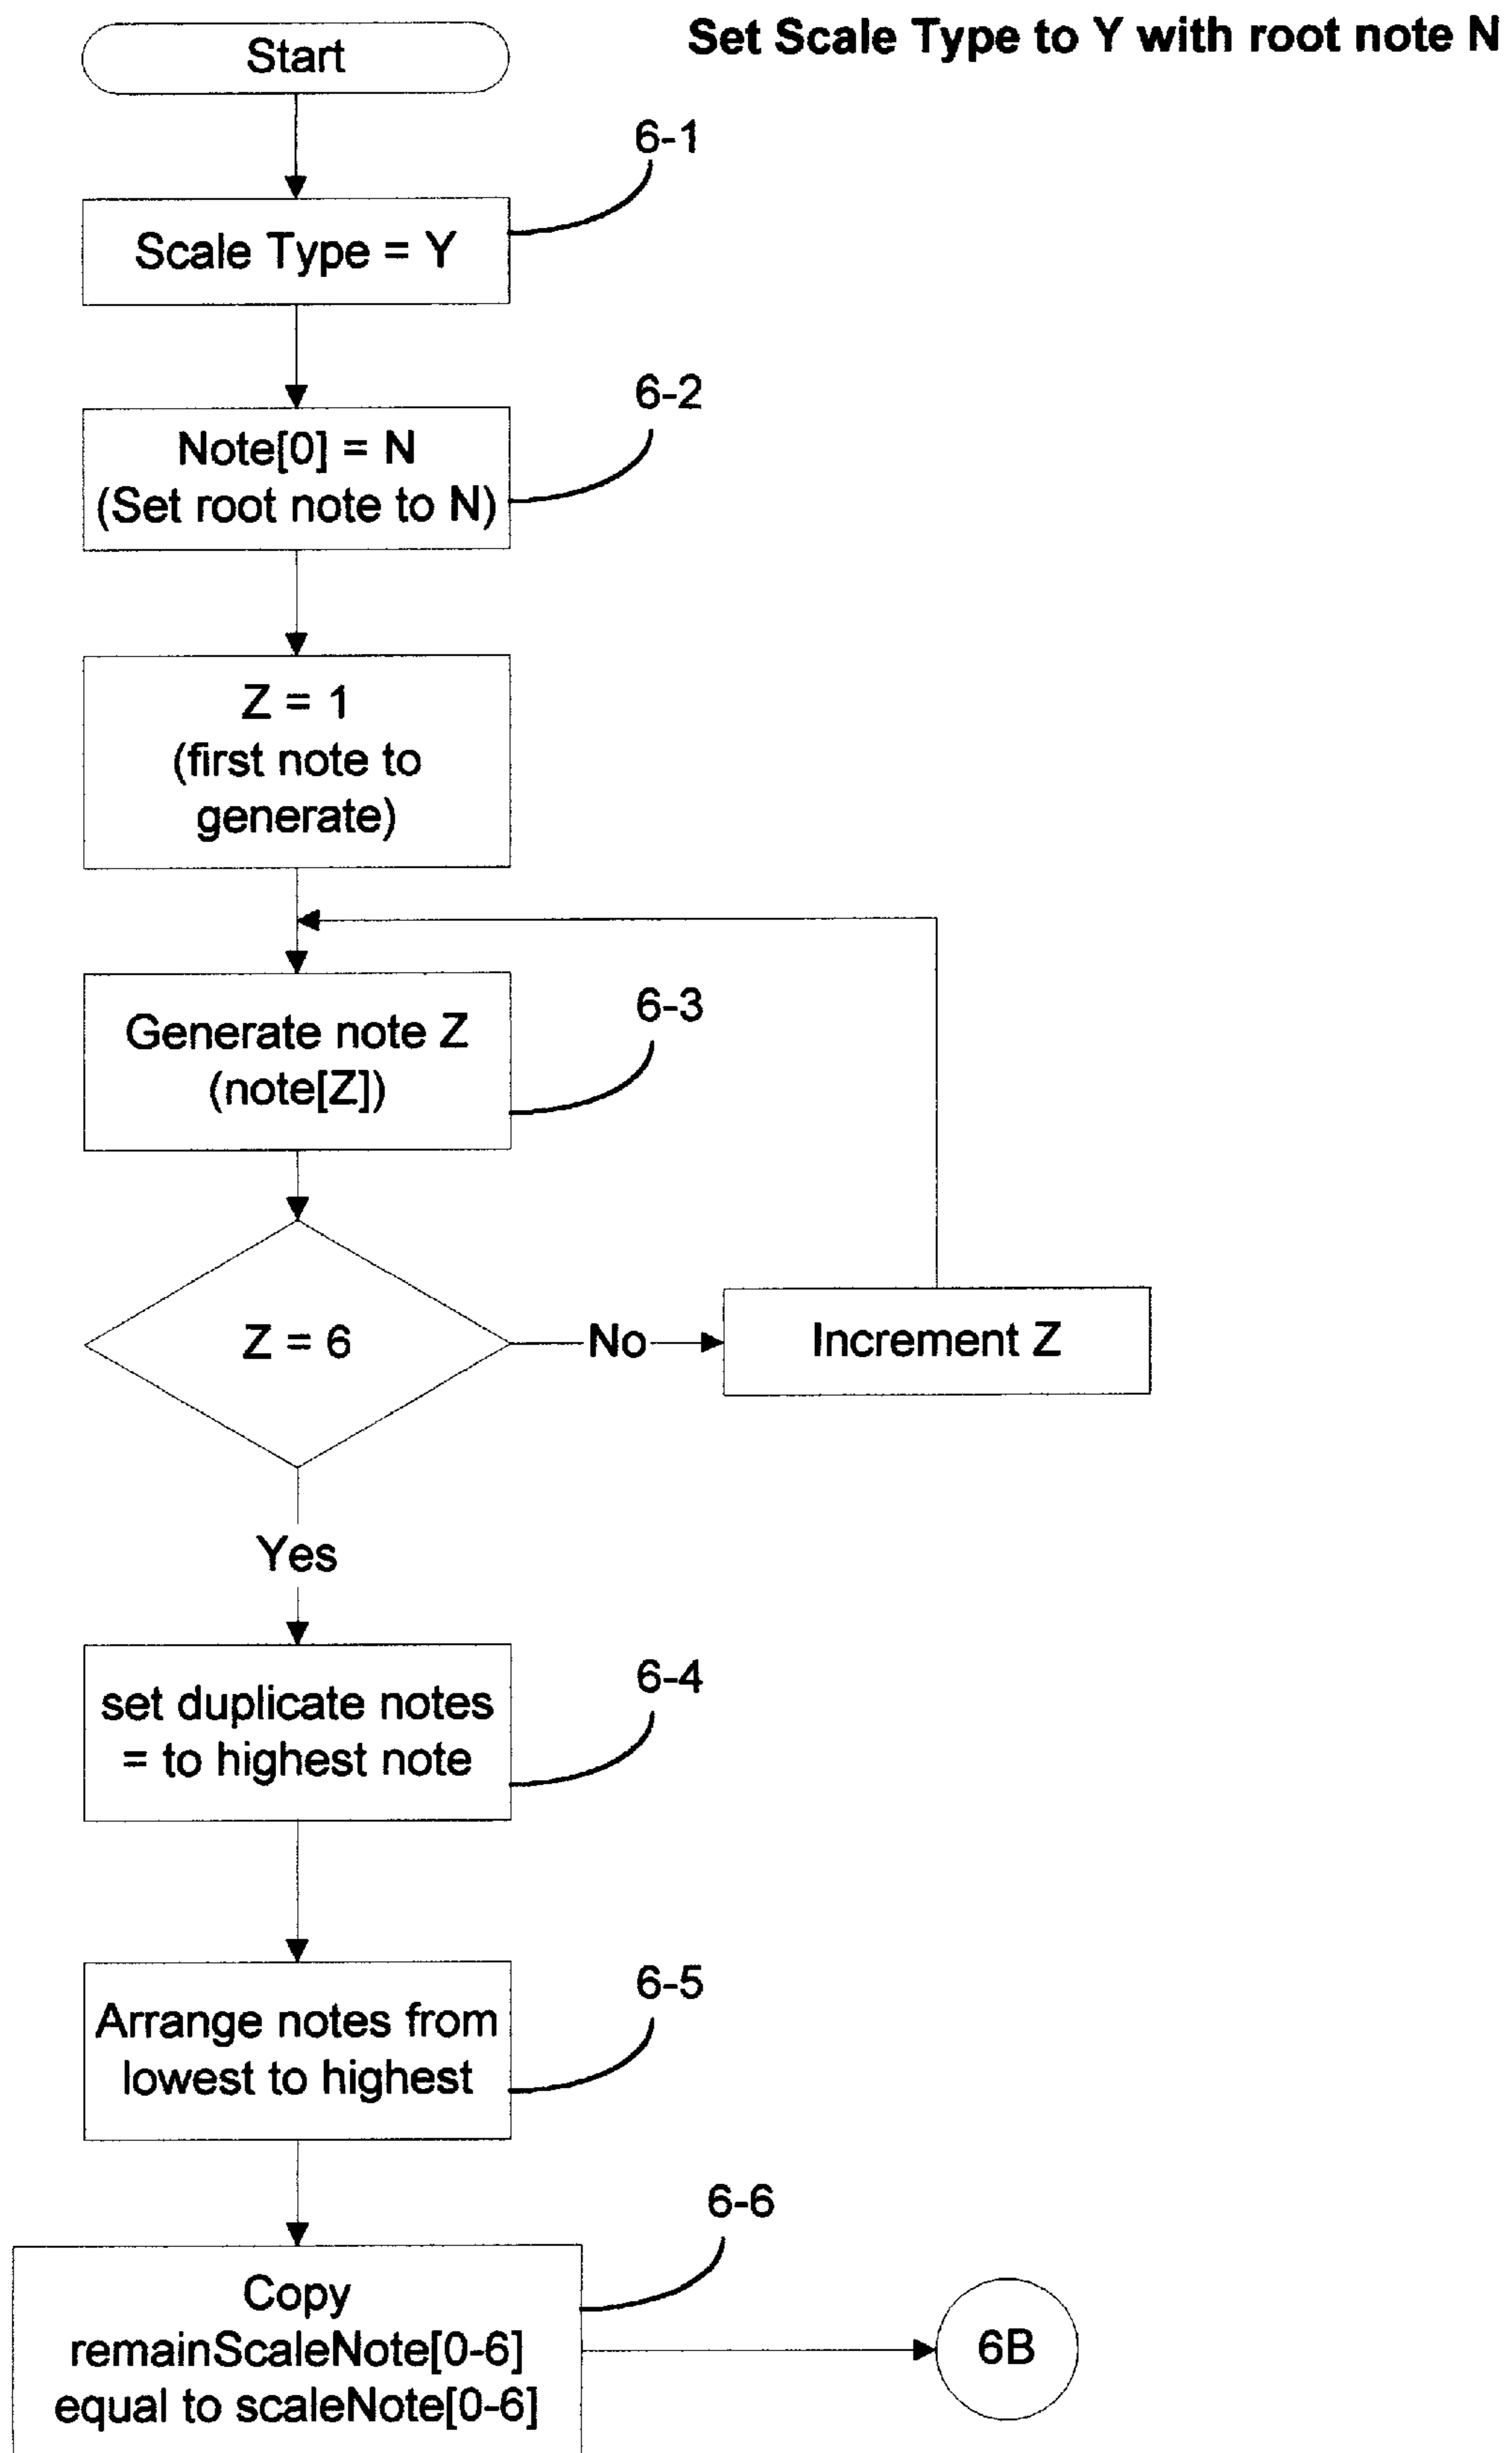 Set Scale Type to Y with root note N
Start
6-1
Scale Type = Y
6-2
Note[0] = N
(Set root note to N)
Z = 1
(first note to
generate)
6-3
Generate note Z
(note[Z])
Z = 6
No
Increment Z
Yes
6-4
set duplicate notes
= to highest note
6-5
Arrange notes from
lowest to highest
6-6
Copy
remainScaleNote[0-6]
equal to scaleNote[0-6]
6B